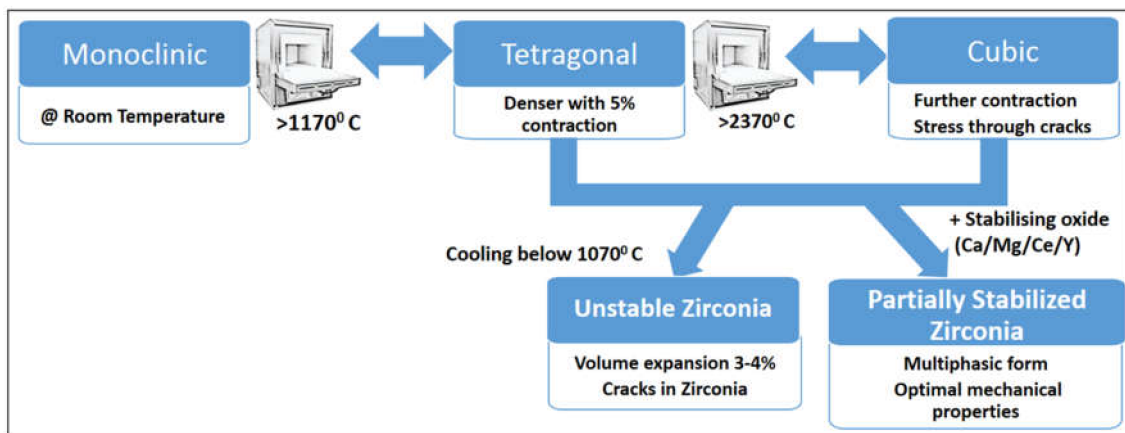 Monoclinic
@ Room Temperature
>1170⁰ C
Tetragonal
Denser with 5%
contraction
>2370⁰ C
Cubic
Further contraction
Stress through cracks
Cooling below 1070⁰ C
+ Stabilising oxide
(Ca/Mg/Ce/Y)
Unstable Zirconia
Volume expansion 3-4%
Cracks in Zirconia
Partially Stabilized
Zirconia
Multiphasic form
Optimal mechanical
properties